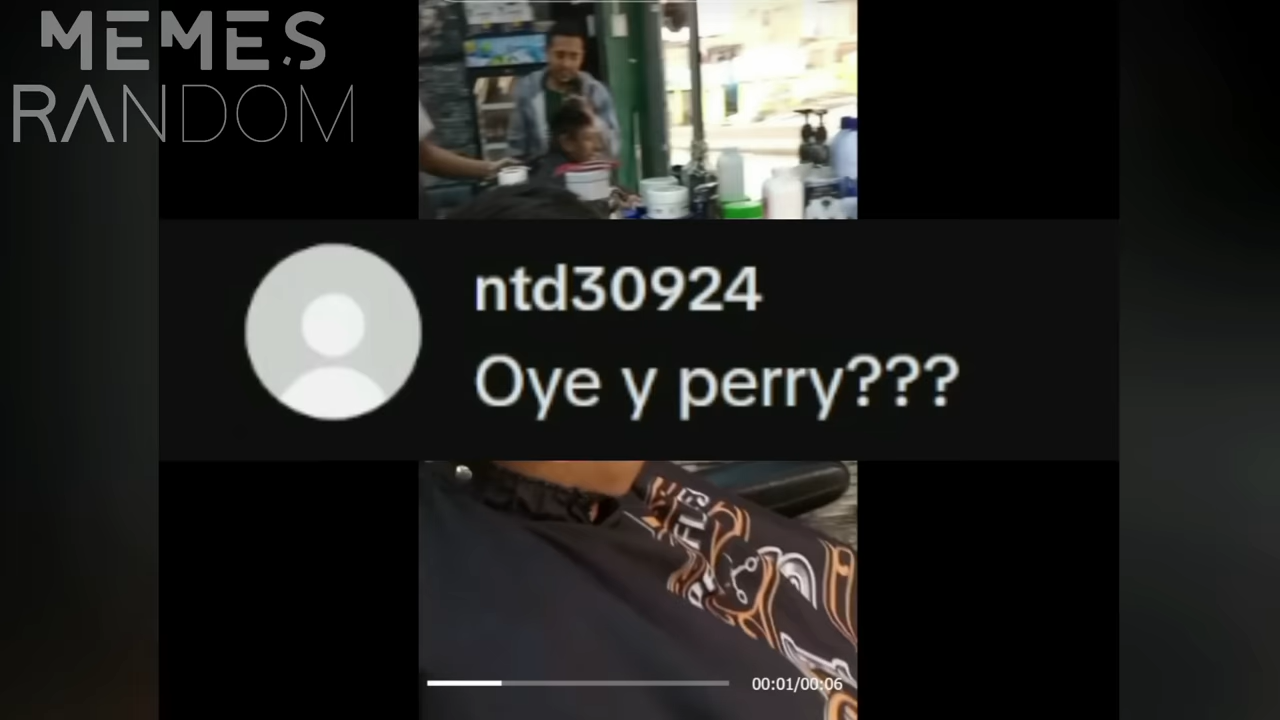 MEMES
RANDOM
ntd30924
Oye y perry???
00:01/00:06